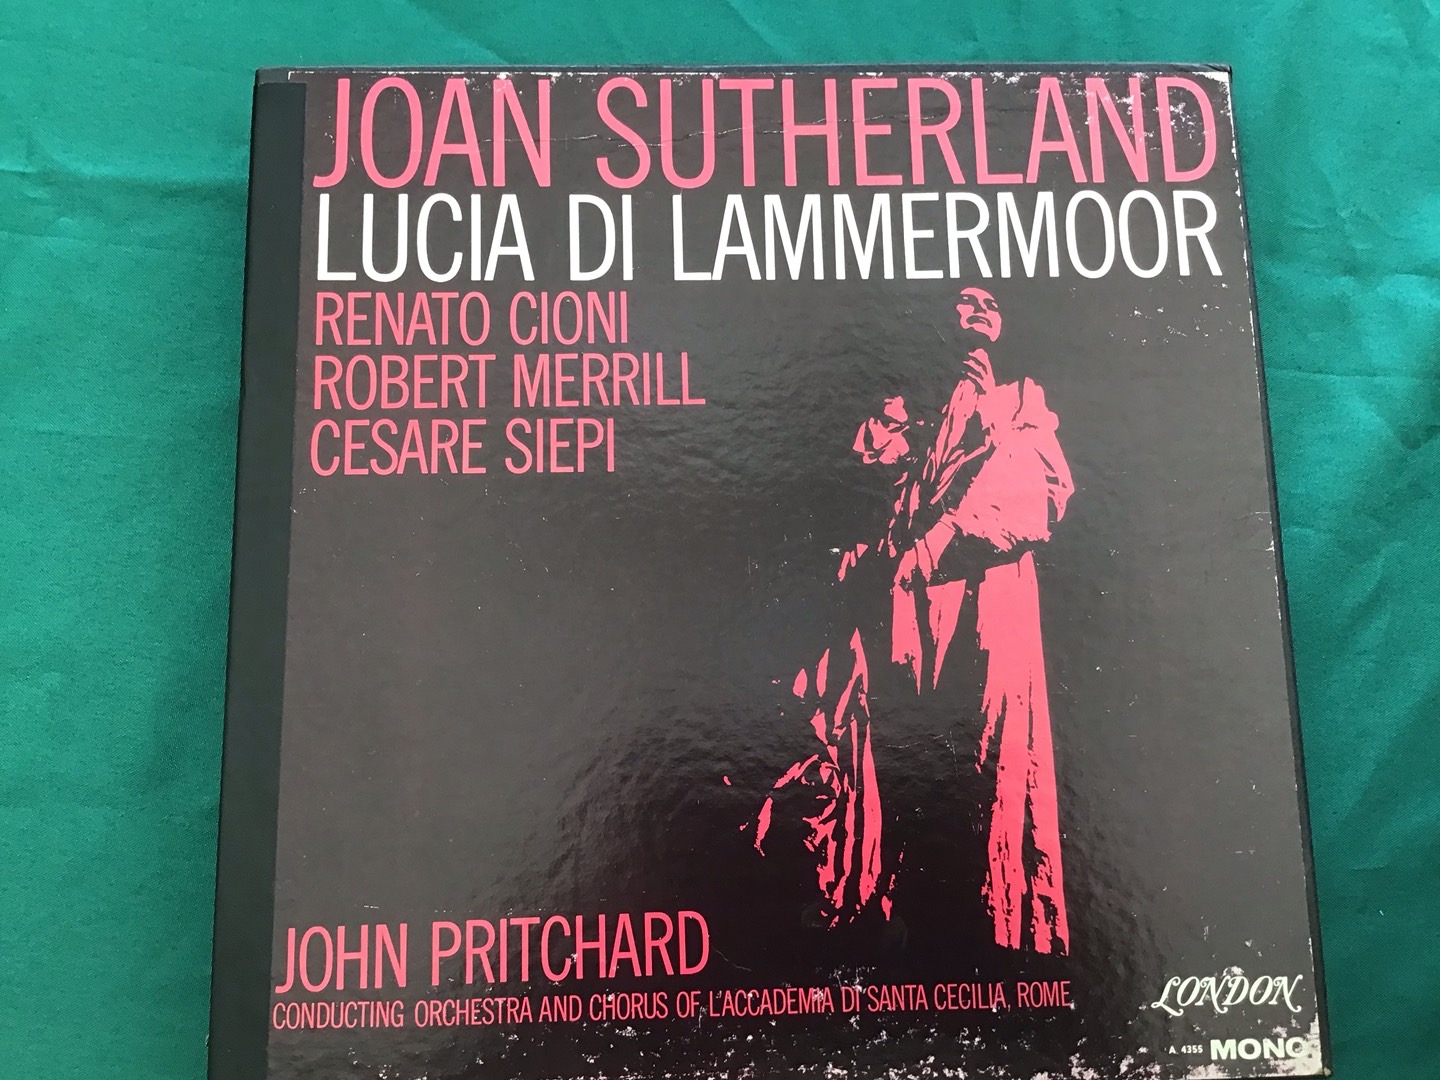 JOAN SUTHERLAND
LUCIA DI LAMMERMOOR
RENATO CIONI
ROBERT MERRILL
CESARE SIEPI
JOHN PRITCHARD
CONDUCTING ORCHESTRA AND CHORUS OF L'ACCADEMIA DI SANTA CECILIA, ROME
LONDON
A. 4355 MONO